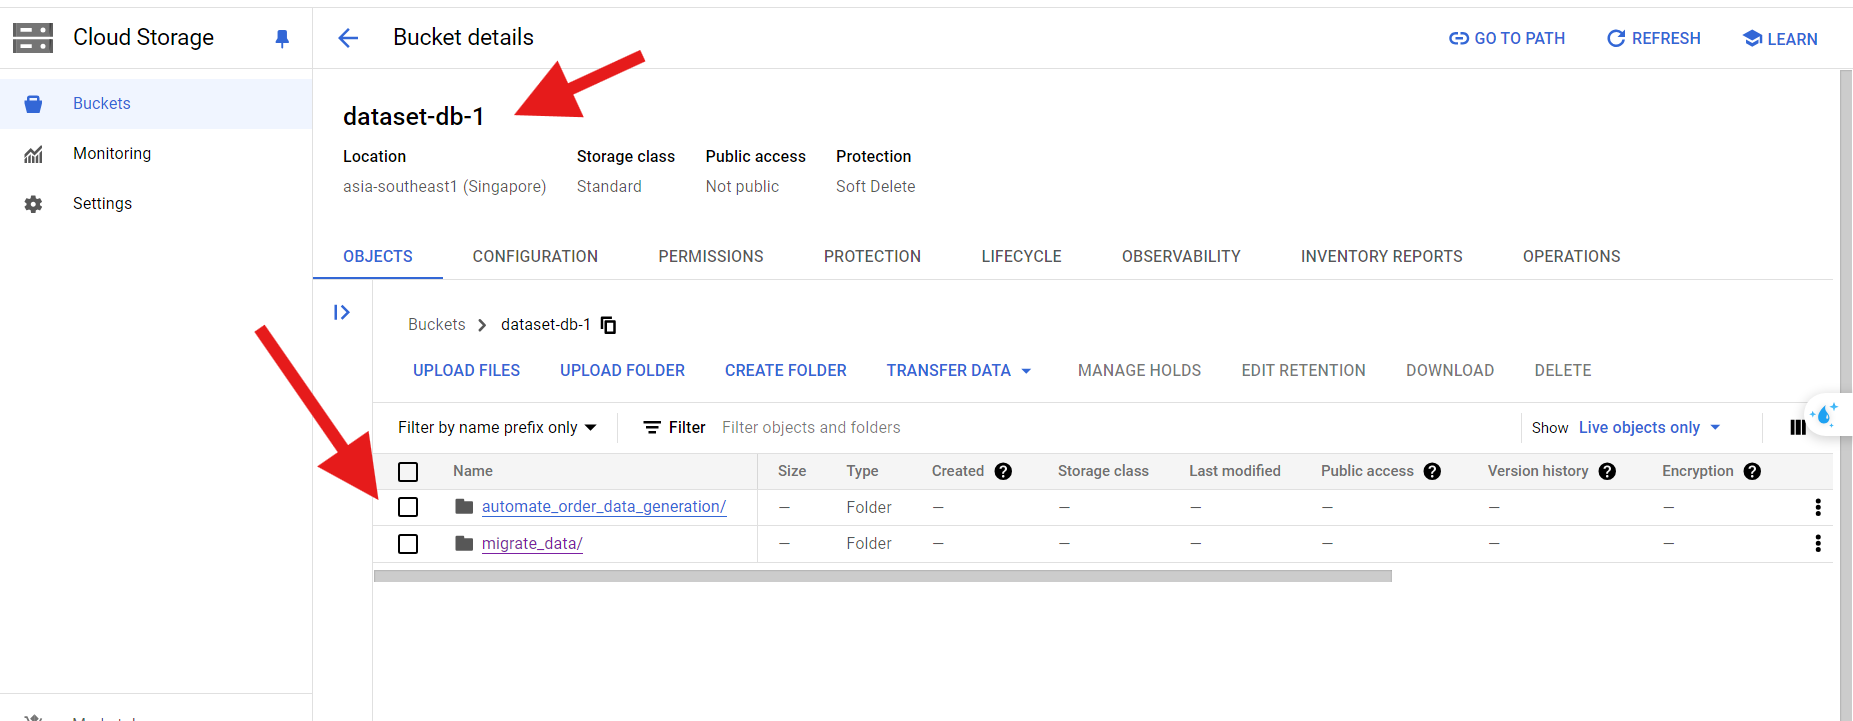 Cloud Storage
Bucket details
GO TO PATH
REFRESH
LEARN
Buckets
Monitoring
Settings
dataset-db-1
Location Storage class Public access Protection
asia-southeast1 (Singapore) Standard Not public Soft Delete
OBJECTS CONFIGURATION PERMISSIONS PROTECTION LIFECYCLE OBSERVABILITY INVENTORY REPORTS OPERATIONS
Buckets dataset-db-1
UPLOAD FILES UPLOAD FOLDER CREATE FOLDER TRANSFER DATA MANAGE HOLDS EDIT RETENTION DOWNLOAD DELETE
Filter by name prefix only Filter Filter objects and folders Show Live objects only
Name Size Type Created Storage class Last modified Public access Version history Encryption
automate_order_data_generation/ — Folder — — — — — —
migrate_data/ — Folder — — — — — —